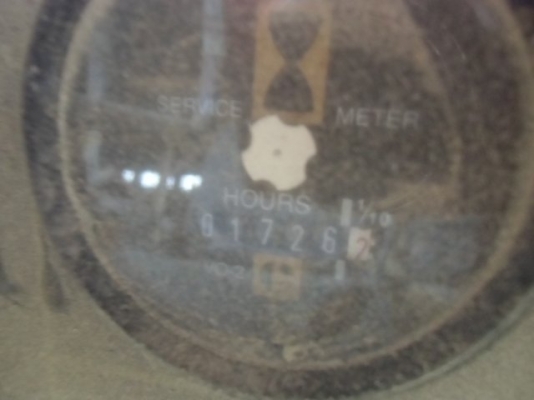 SERVICE METER
HOURS 1/10
61726 2